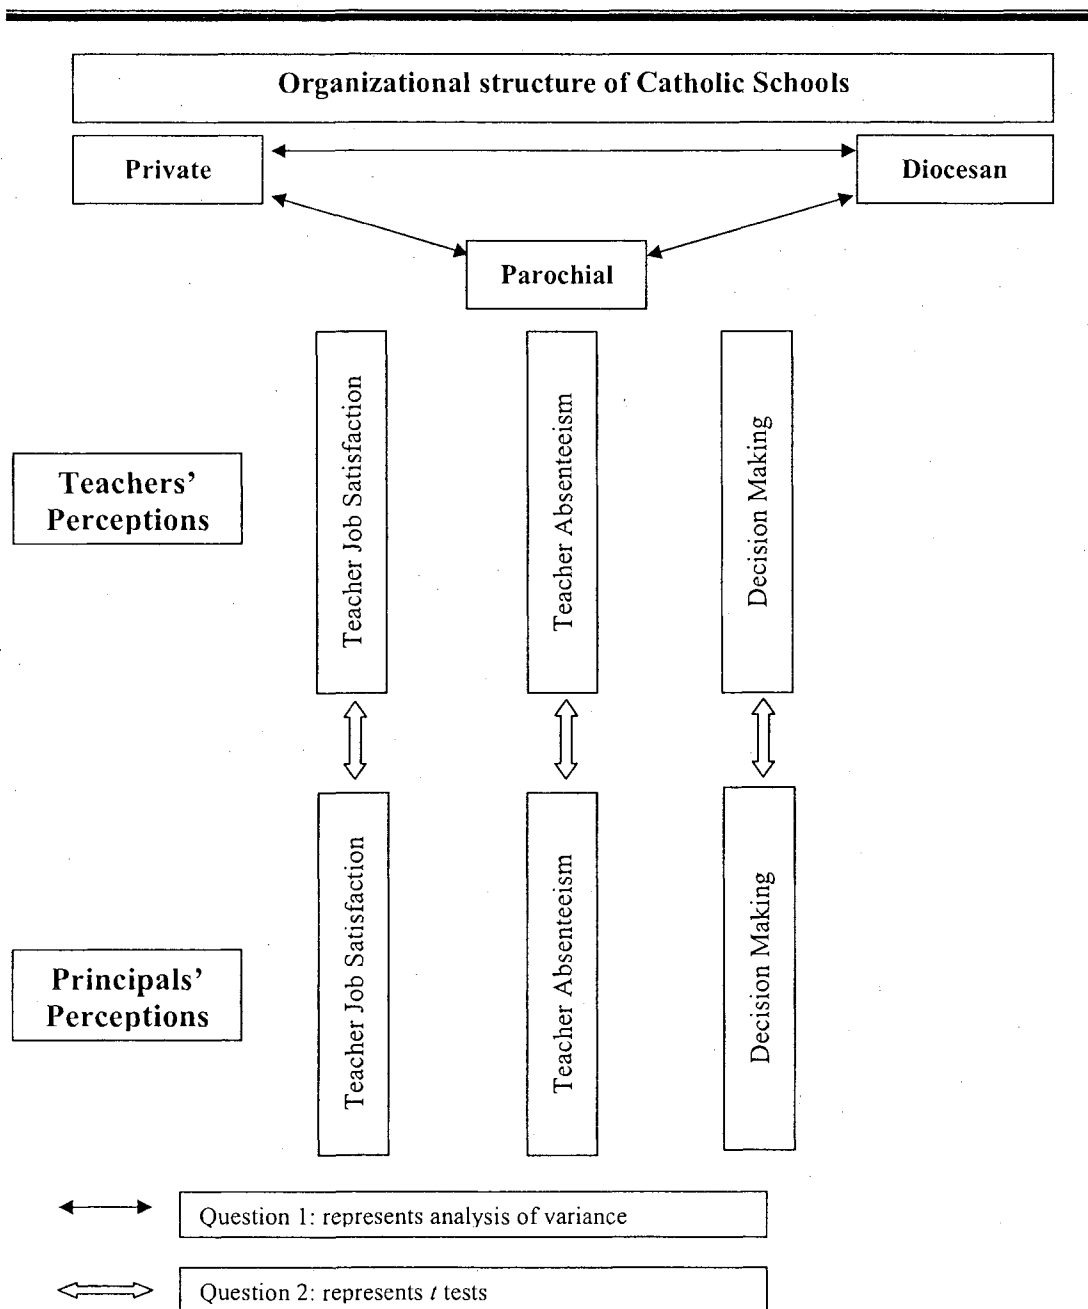 Organizational structure of Catholic Schools
Private
Diocesan
Parochial
Teacher Job Satisfaction
Teacher Absenteeism
Decision Making
Teachers’
Perceptions
Teacher Job Satisfaction
Teacher Absenteeism
Decision Making
Principals’
Perceptions
Question 1: represents analysis of variance
Question 2: represents t tests